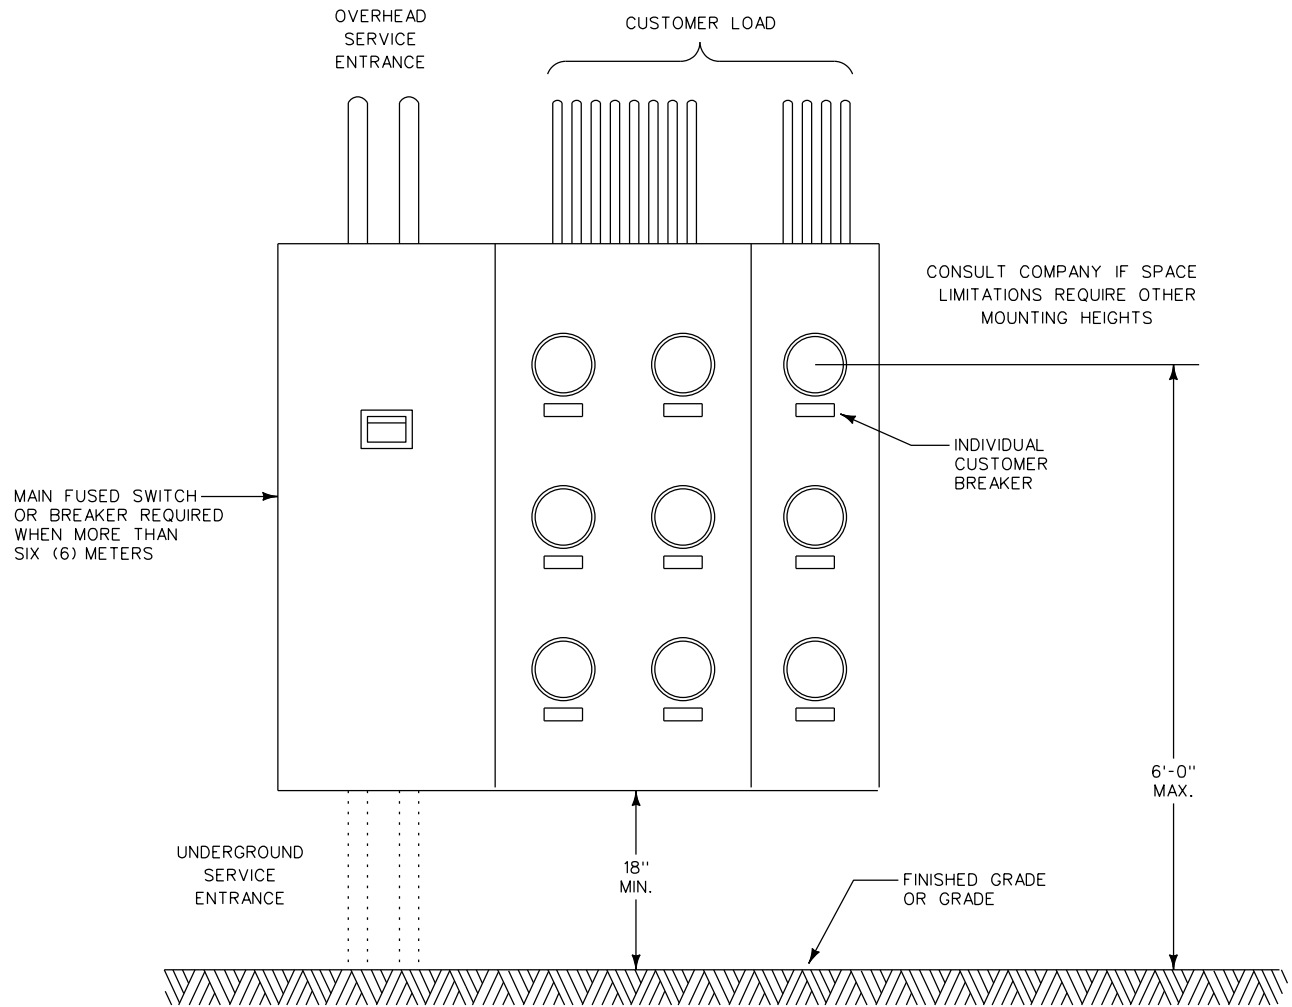 OVERHEAD
SERVICE
ENTRANCE
CUSTOMER LOAD
CONSULT COMPANY IF SPACE
LIMITATIONS REQUIRE OTHER
MOUNTING HEIGHTS
INDIVIDUAL
CUSTOMER
BREAKER
MAIN FUSED SWITCH
OR BREAKER REQUIRED
WHEN MORE THAN
SIX (6) METERS
6'-0"
MAX.
UNDERGROUND
SERVICE
ENTRANCE
18"
MIN.
FINISHED GRADE
OR GRADE